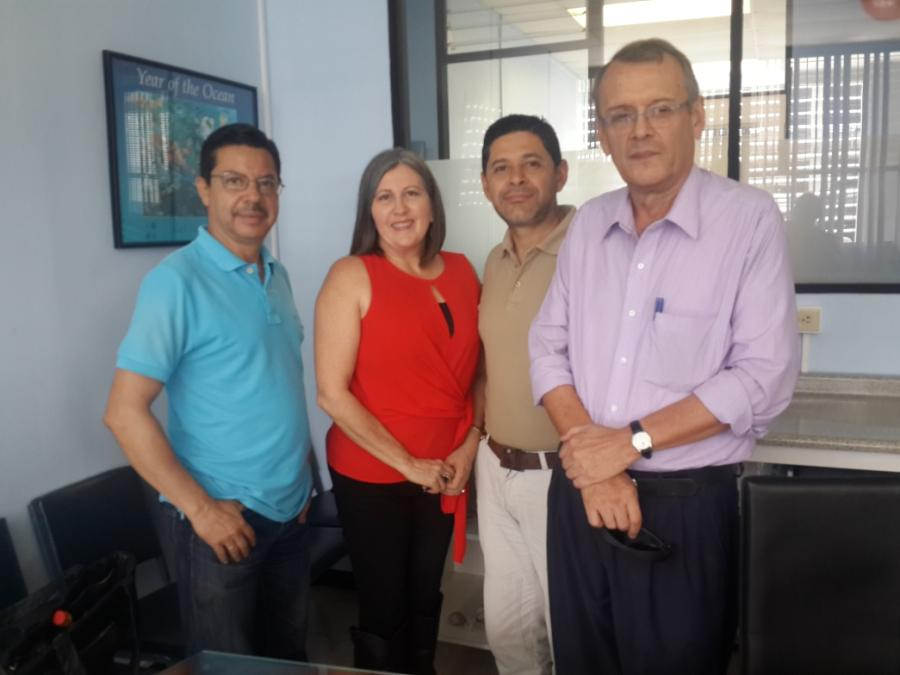 Year of the Ocean